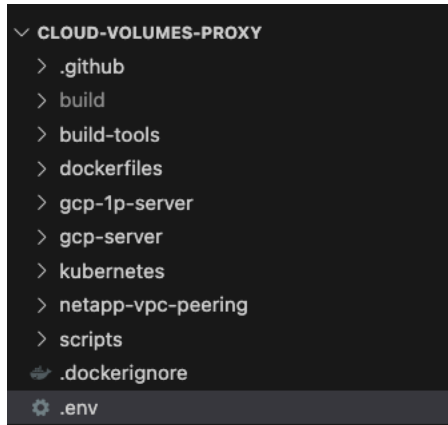 CLOUD-VOLUMES-PROXY
.github
build
build-tools
dockerfiles
gcp-1p-server
gcp-server
kubernetes
netapp-vpc-peering
scripts
.dockerignore
.env